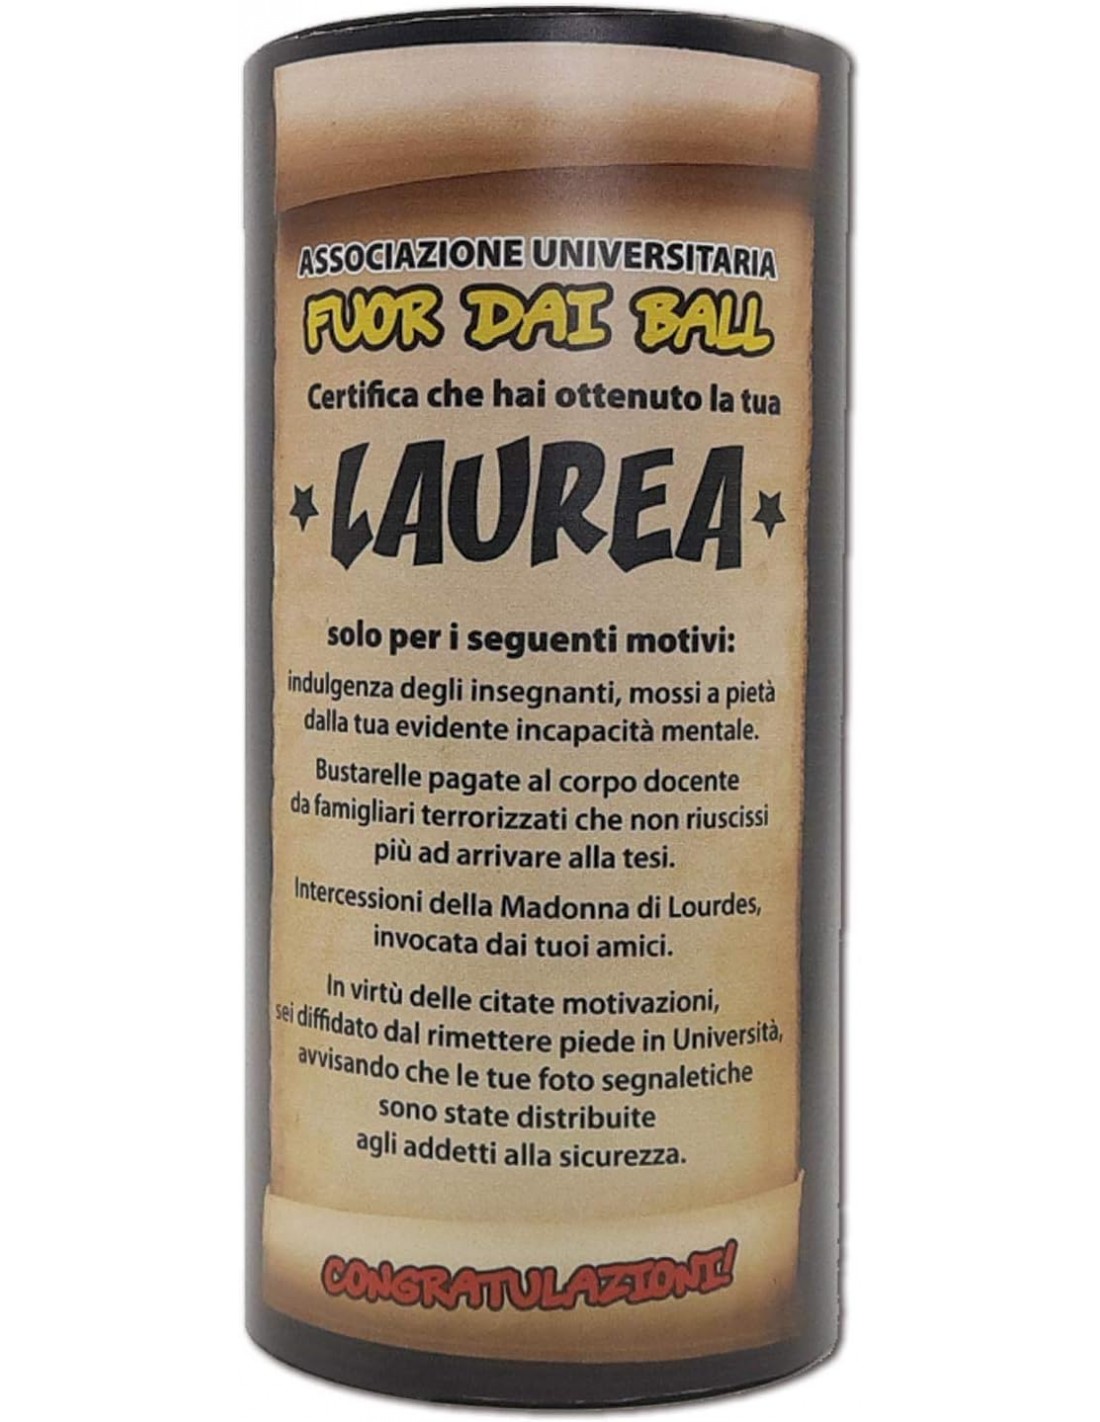 ASSOCIAZIONE UNIVERSITARIA
FUOR DAI BALL
Certifica che hai ottenuto la tua
LAUREA
solo per i seguenti motivi:
indulgenza degli insegnanti, mossi a pietà
dalla tua evidente incapacità mentale.
Bustarelle pagate al corpo docente
da famigliari terrorizzati che non riuscissi
più ad arrivare alla tesi.
Intercessioni della Madonna di Lourdes,
invocata dai tuoi amici.
In virtù delle citate motivazioni,
sei diffidato dal rimettere piede in Università,
avvisando che le tue foto segnaletiche
sono state distribuite
agli addetti alla sicurezza.
CONGRATULAZIONI!